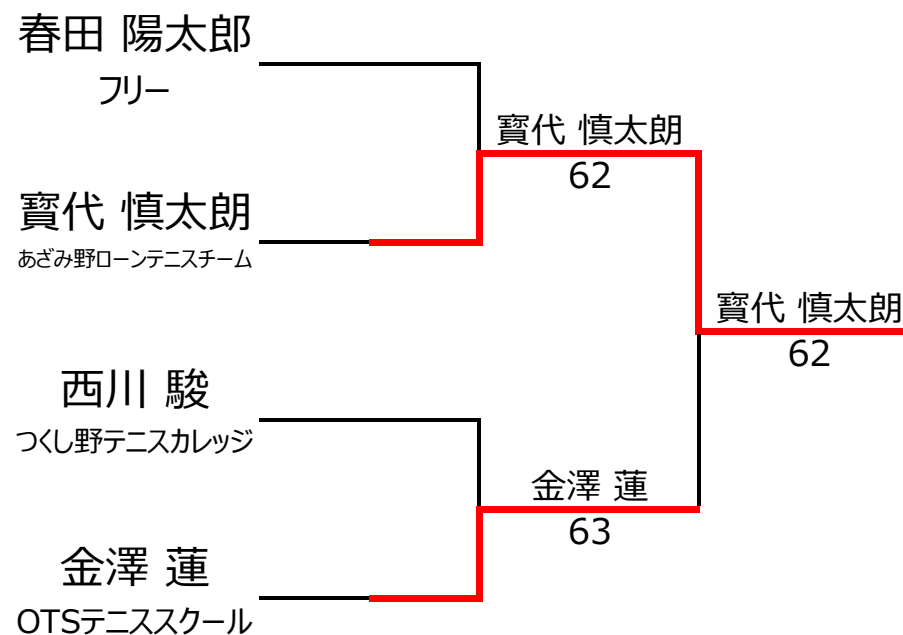 春田 陽太郎
フリー
寳代 慎太朗
62
寳代 慎太朗
あざみ野ローンテニスチーム
寳代 慎太朗
62
西川 駿
つくし野テニスカレッジ
金澤 蓮
63
金澤 蓮
OTSテニススクール